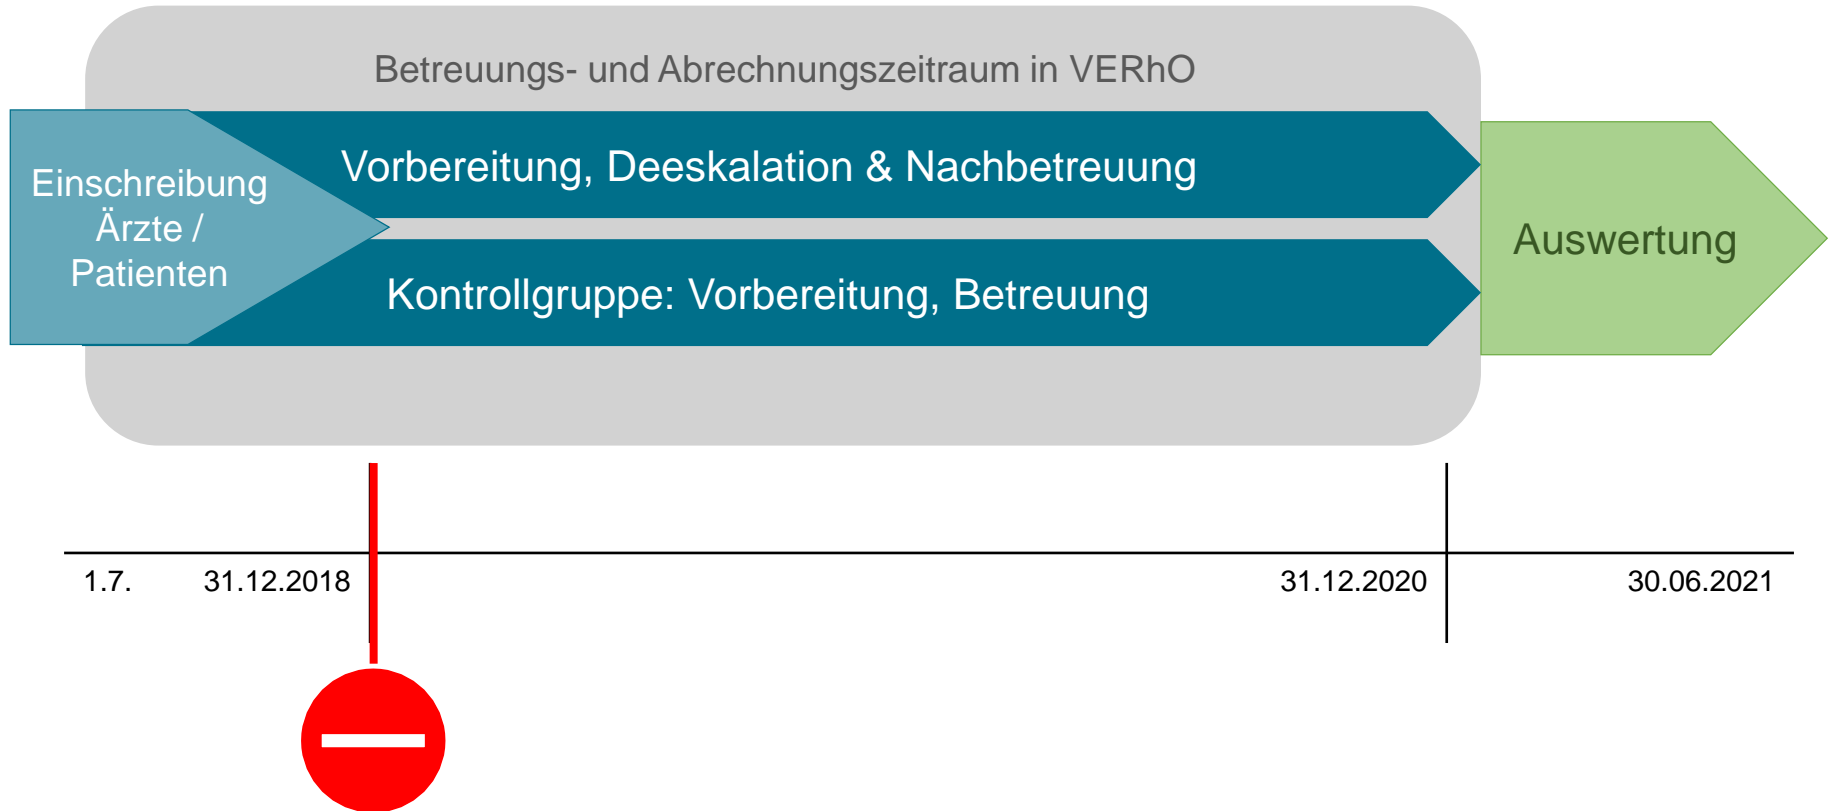 Betreuungs- und Abrechnungszeitraum in VERhO
Einschreibung
Ärzte /
Patienten
Vorbereitung, Deeskalation & Nachbetreuung
Kontrollgruppe: Vorbereitung, Betreuung
Auswertung
1.7.
31.12.2018
31.12.2020
30.06.2021